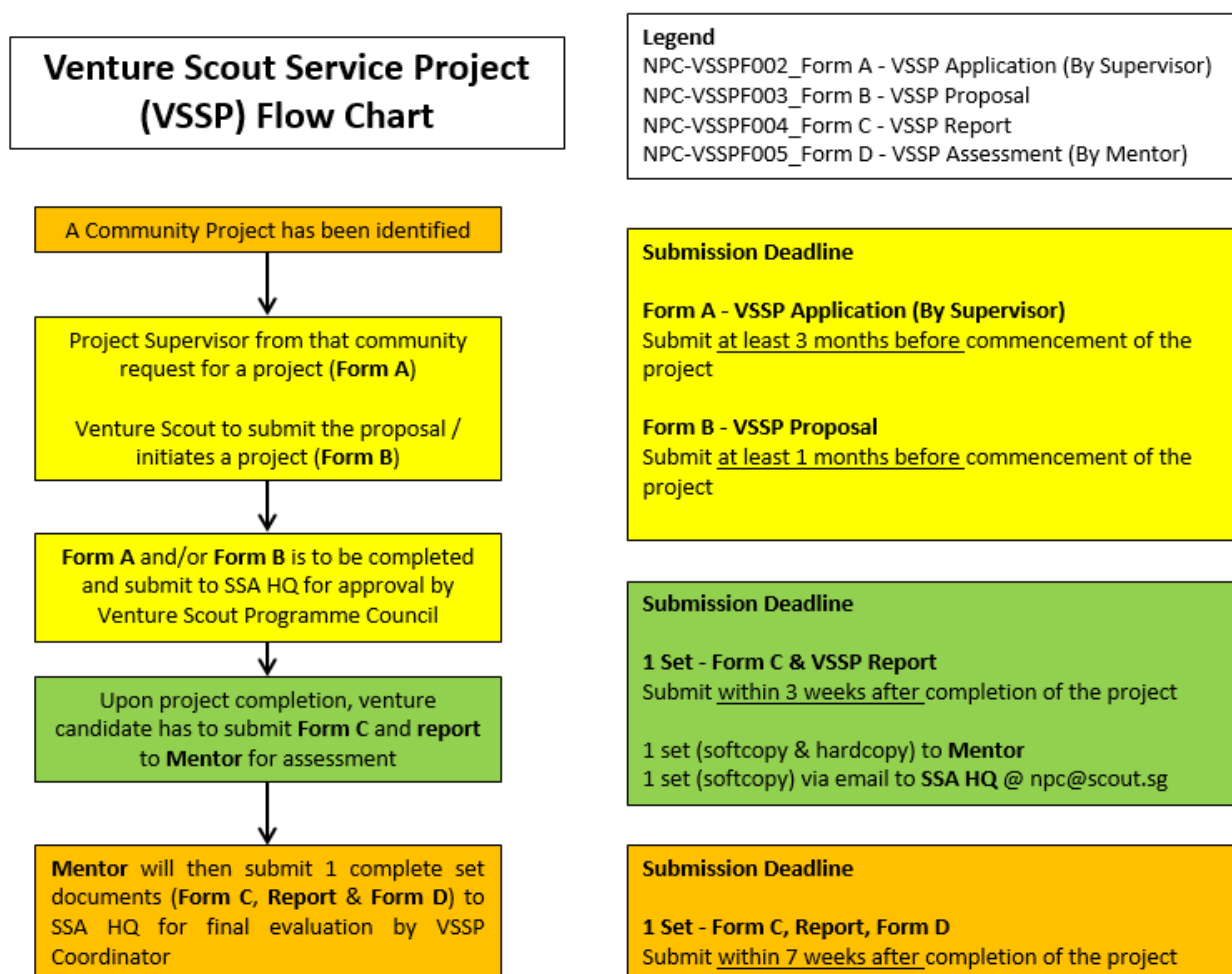 Venture Scout Service Project
(VSSP) Flow Chart
Legend
NPC-VSSPF002_Form A - VSSP Application (By Supervisor)
NPC-VSSPF003_Form B - VSSP Proposal
NPC-VSSPF004_Form C - VSSP Report
NPC-VSSPF005_Form D - VSSP Assessment (By Mentor)
A Community Project has been identified
Project Supervisor from that community
request for a project (Form A)
Venture Scout to submit the proposal /
initiates a project (Form B)
Form A and/or Form B is to be completed
and submit to SSA HQ for approval by
Venture Scout Programme Council
Upon project completion, venture
candidate has to submit Form C and report
to Mentor for assessment
Mentor will then submit 1 complete set
documents (Form C, Report & Form D) to
SSA HQ for final evaluation by VSSP
Coordinator
Submission Deadline
Form A - VSSP Application (By Supervisor)
Submit at least 3 months before commencement of the
project
Form B - VSSP Proposal
Submit at least 1 months before commencement of the
project
Submission Deadline
1 Set - Form C & VSSP Report
Submit within 3 weeks after completion of the project
1 set (softcopy & hardcopy) to Mentor
1 set (softcopy) via email to SSA HQ @ npc@scout.sg
Submission Deadline
1 Set - Form C, Report, Form D
Submit within 7 weeks after completion of the project